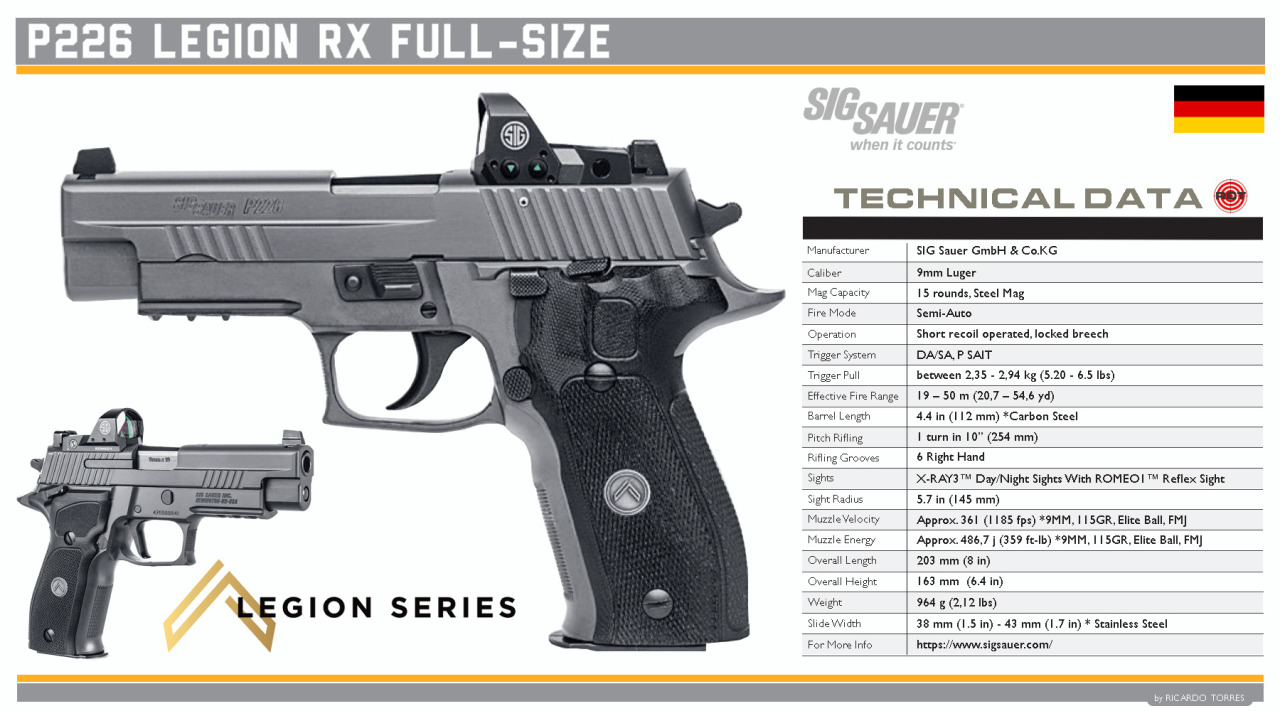 P226 LEGION RX FULL-SIZE
SIG SAUER®
when it counts™
TECHNICAL DATA
RCT
Manufacturer SIG Sauer GmbH & Co.KG
Caliber 9mm Luger
Mag Capacity 15 rounds, Steel Mag
Fire Mode Semi-Auto
Operation Short recoil operated, locked breech
Trigger System DA/SA, P SAIT
Trigger Pull between 2,35 - 2,94 kg (5.20 - 6.5 lbs)
Effective Fire Range 19 – 50 m (20,7 – 54,6 yd)
Barrel Length 4.4 in (112 mm) *Carbon Steel
Pitch Rifling 1 turn in 10” (254 mm)
Rifling Grooves 6 Right Hand
Sights X-RAY3™ Day/Night Sights With ROMEO1™ Reflex Sight
Sight Radius 5.7 in (145 mm)
Muzzle Velocity Approx. 361 (1185 fps) *9MM, 115GR, Elite Ball, FMJ
Muzzle Energy Approx. 486,7 j (359 ft-lb) *9MM, 115GR, Elite Ball, FMJ
Overall Length 203 mm (8 in)
Overall Height 163 mm (6.4 in)
Weight 964 g (2,12 lbs)
Slide Width 38 mm (1.5 in) - 43 mm (1.7 in) * Stainless Steel
For More Info https://www.sigsauer.com/
SIG
SIG SAUER P226
SIG SAUER INC.
LEGION SERIES
by RICARDO TORRES